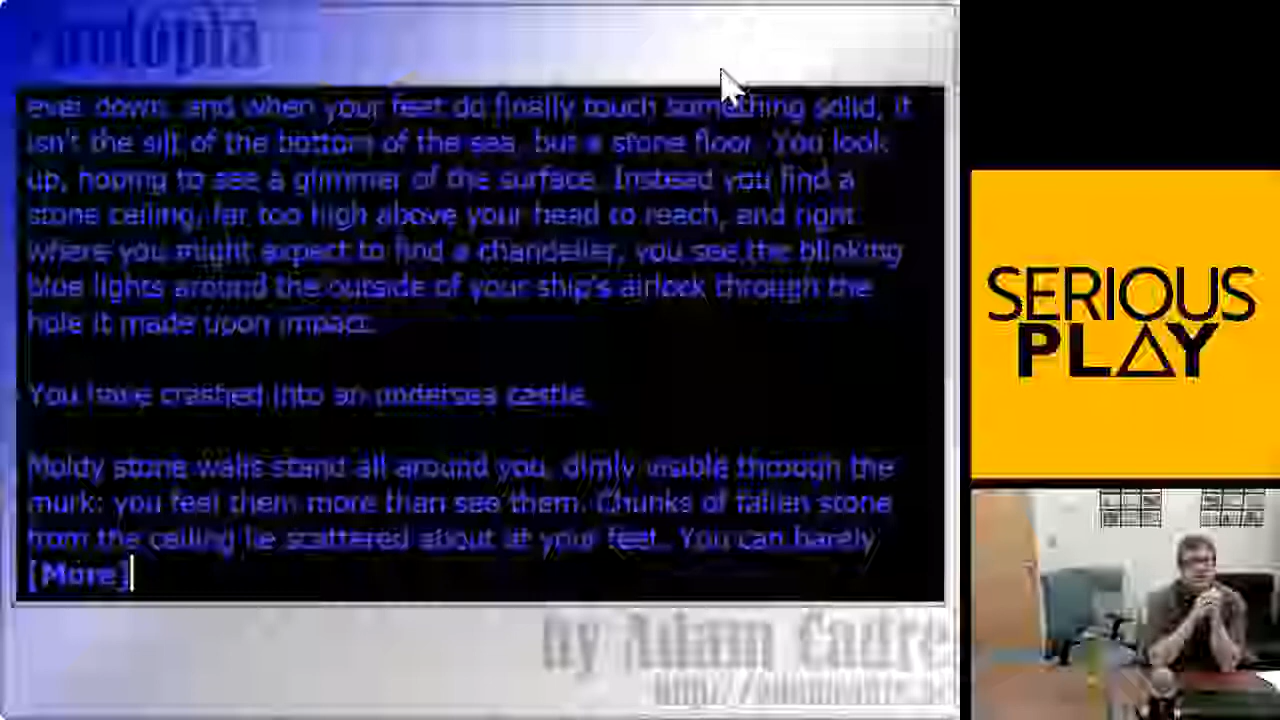 ever down, and when your feet do finally touch something solid, it
isn't the silt of the bottom of the sea, but a stone floor. You look
up, hoping to see a glimmer of the surface. Instead you find a
stone ceiling, far too high above your head to reach, and right
where you might expect to find a chandelier, you see the blinking
blue lights around the outside of your ship's airlock through the
hole it made upon impact.
You have crashed into an undersea castle.
Moldy stone walls stand all around you, dimly visible through the
murk; you feel them more than see them. Chunks of fallen stone
from the ceiling lie scattered about at your feet. You can barely
[More]
by Adam Cadre
SERIOUS
PLAY